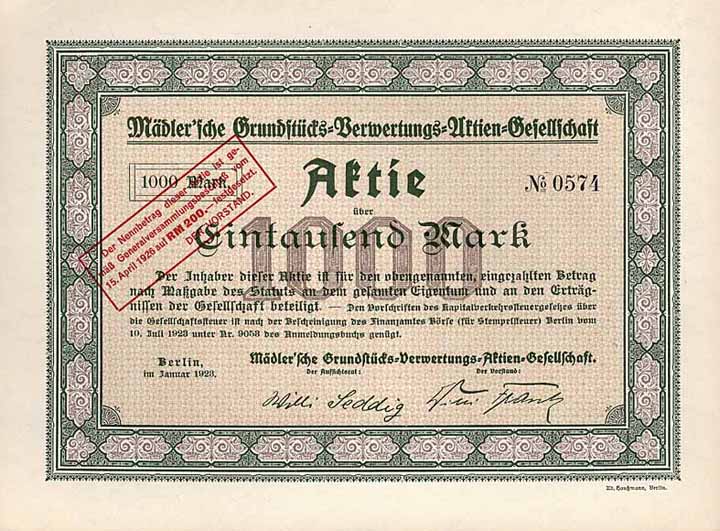 Mädler'sche Grundstücks-Verwertungs-Aktien-Gesellschaft
1000 Mark.
Aktie
№ 0574
über
Eintausend Mark
1000
Der Inhaber dieser Aktie ist für den obengenannten, eingezahlten Betrag
nach Maßgabe des Statuts an dem gesamten Eigentum und an den Erträg-
nissen der Gesellschaft beteiligt. — Den Vorschriften des Kapitalverkehrsteuergesetzes über
die Gesellschaftssteuer ist nach der Bescheinigung des Finanzamtes Börse (für Stempelsteuer) Berlin vom
10. Juli 1923 unter Nr. 9053 des Anmeldungsbuchs genügt.
Berlin,
im Januar 1923.
Mädler'sche Grundstücks-Verwertungs-Aktien-Gesellschaft.
Der Aufsichtsrat:
Der Vorstand:
Willi Seddig
Der Nennbetrag dieser Aktie ist ge-
mäß Generalversammlungsbeschluß vom
15. April 1926 auf RM 200.- festgesetzt.
DER VORSTAND.